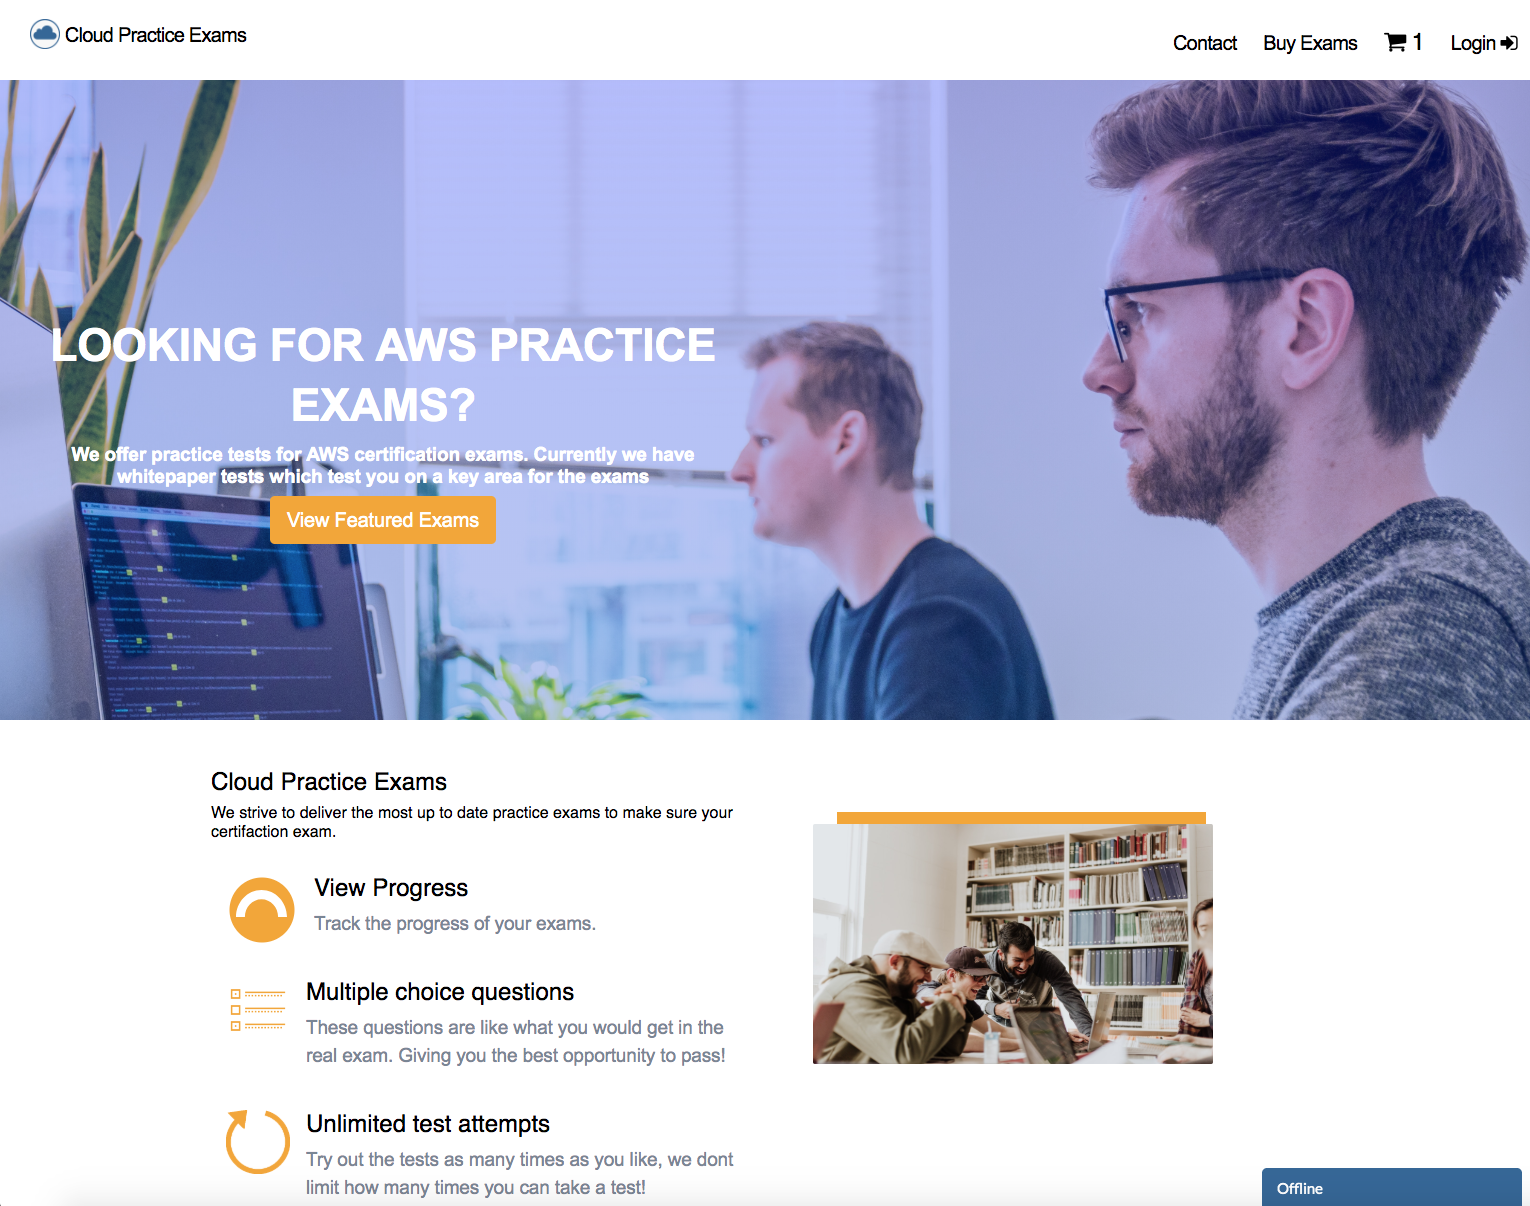 Cloud Practice Exams
Contact Buy Exams 1 Login
LOOKING FOR AWS PRACTICE
EXAMS?
We offer practice tests for AWS certification exams. Currently we have
whitepaper tests which test you on a key area for the exams
View Featured Exams
Cloud Practice Exams
We strive to deliver the most up to date practice exams to make sure your
certifaction exam.
View Progress
Track the progress of your exams.
Multiple choice questions
These questions are like what you would get in the
real exam. Giving you the best opportunity to pass!
Unlimited test attempts
Try out the tests as many times as you like, we dont
limit how many times you can take a test!
Offline